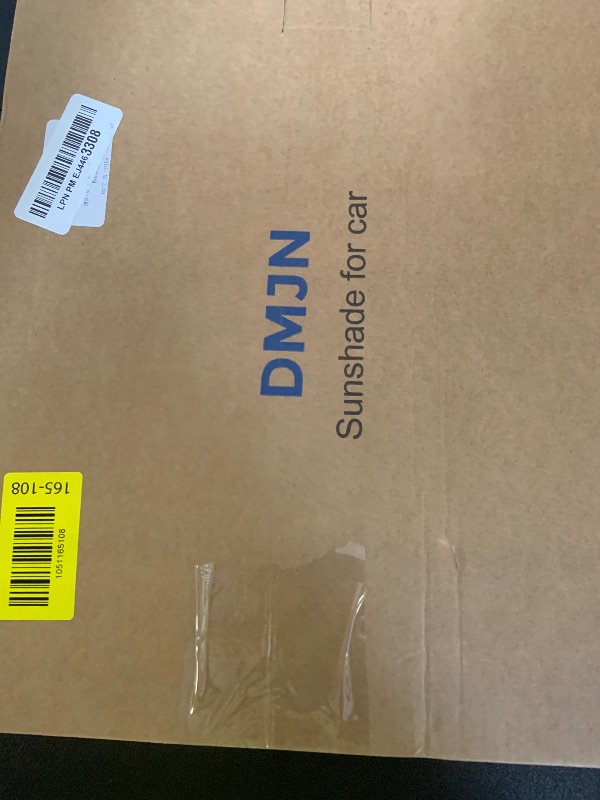 DMJN
Sunshade for car
LPN PM EJ4463308
165-108
1051165108